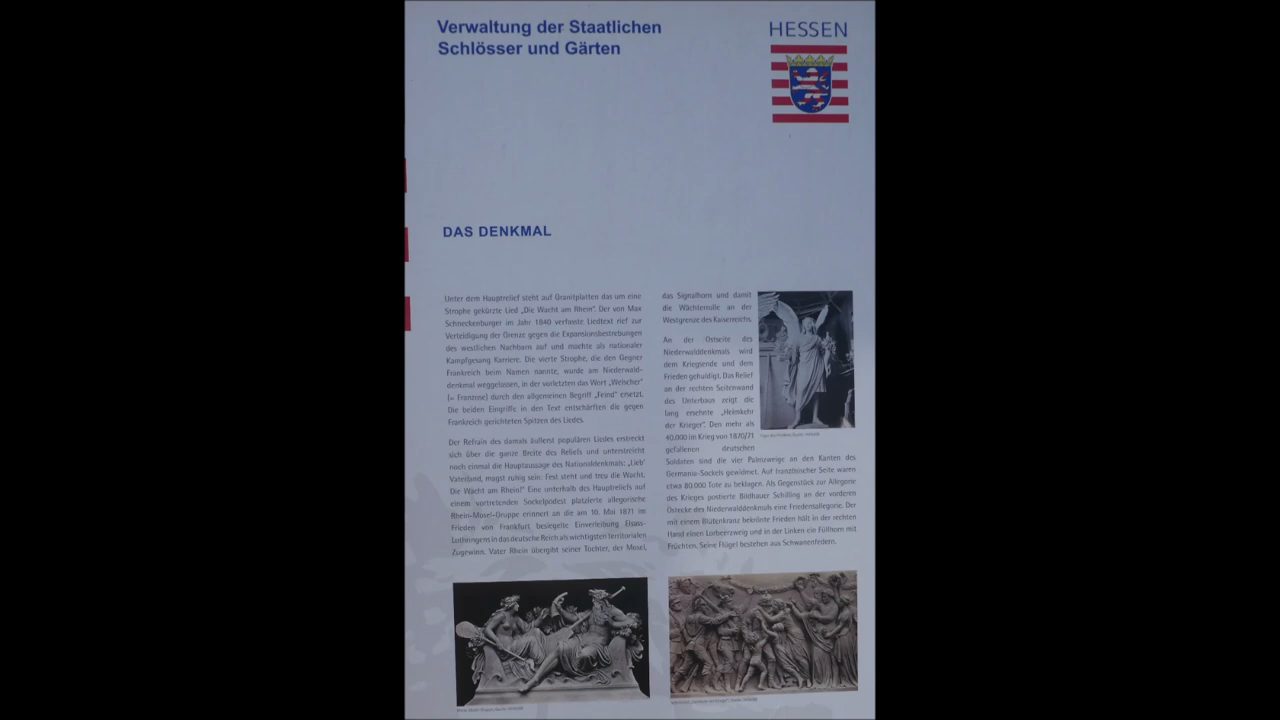 Verwaltung der Staatlichen
Schlösser und Gärten
HESSEN
DAS DENKMAL
Unter dem Hauptrelief steht auf Granitplatten das um eine
Strophe gekürzte Lied „Die Wacht am Rhein“. Der von Max
Schneckenburger im Jahr 1840 verfasste Liedtext rief zur
Verteidigung der Grenze gegen die Expansionsbestrebungen
des westlichen Nachbarn auf und machte als nationaler
Kampfgesang Karriere. Die vierte Strophe, die den Gegner
Frankreich beim Namen nannte, wurde am Niederwald-
denkmal weggelassen, in der vorletzten das Wort „Welscher“
(= Franzose) durch den allgemeinen Begriff „Feind“ ersetzt.
Die beiden Eingriffe in den Text entschärften die gegen
Frankreich gerichteten Spitzen des Liedes.
Der Refrain des damals äußerst populären Liedes erstreckt
sich über die ganze Breite des Reliefs und unterstreicht
noch einmal die Hauptaussage des Nationaldenkmals: „Lieb'
Vaterland, magst ruhig sein: Fest steht und treu die Wacht,
Die Wacht am Rhein!“ Eine unterhalb des Hauptreliefs auf
einem vortretenden Sockelpodest platzierte allegorische
Rhein-Mosel-Gruppe erinnert an die am 10. Mai 1871 im
Frieden von Frankfurt besiegelte Einverleibung Elsass-
Lothringens in das deutsche Reich als wichtigsten territorialen
Zugewinn. Vater Rhein übergibt seiner Tochter, der Mosel,
das Signalhorn und damit
die Wächterrolle an der
Westgrenze des Kaiserreichs.
An der Ostseite des
Niederwalddenkmals wird
dem Kriegsende und dem
Frieden gehuldigt. Das Relief
an der rechten Seitenwand
des Unterbaus zeigt die
lang ersehnte „Heimkehr
der Krieger“. Den mehr als
40.000 im Krieg von 1870/71
gefallenen deutschen
Soldaten sind die vier Palmzweige an den Kanten des
Germania-Sockels gewidmet. Auf französischer Seite waren
etwa 80.000 Tote zu beklagen. Als Gegenstück zur Allegorie
des Krieges postierte Bildhauer Schilling an der vorderen
Ostecke des Niederwalddenkmals eine Friedensallegorie. Der
mit einem Blütenkranz bekrönte Frieden hält in der rechten
Hand einen Lorbeerzweig und in der Linken ein Füllhorn mit
Früchten. Seine Flügel bestehen aus Schwanenfedern.